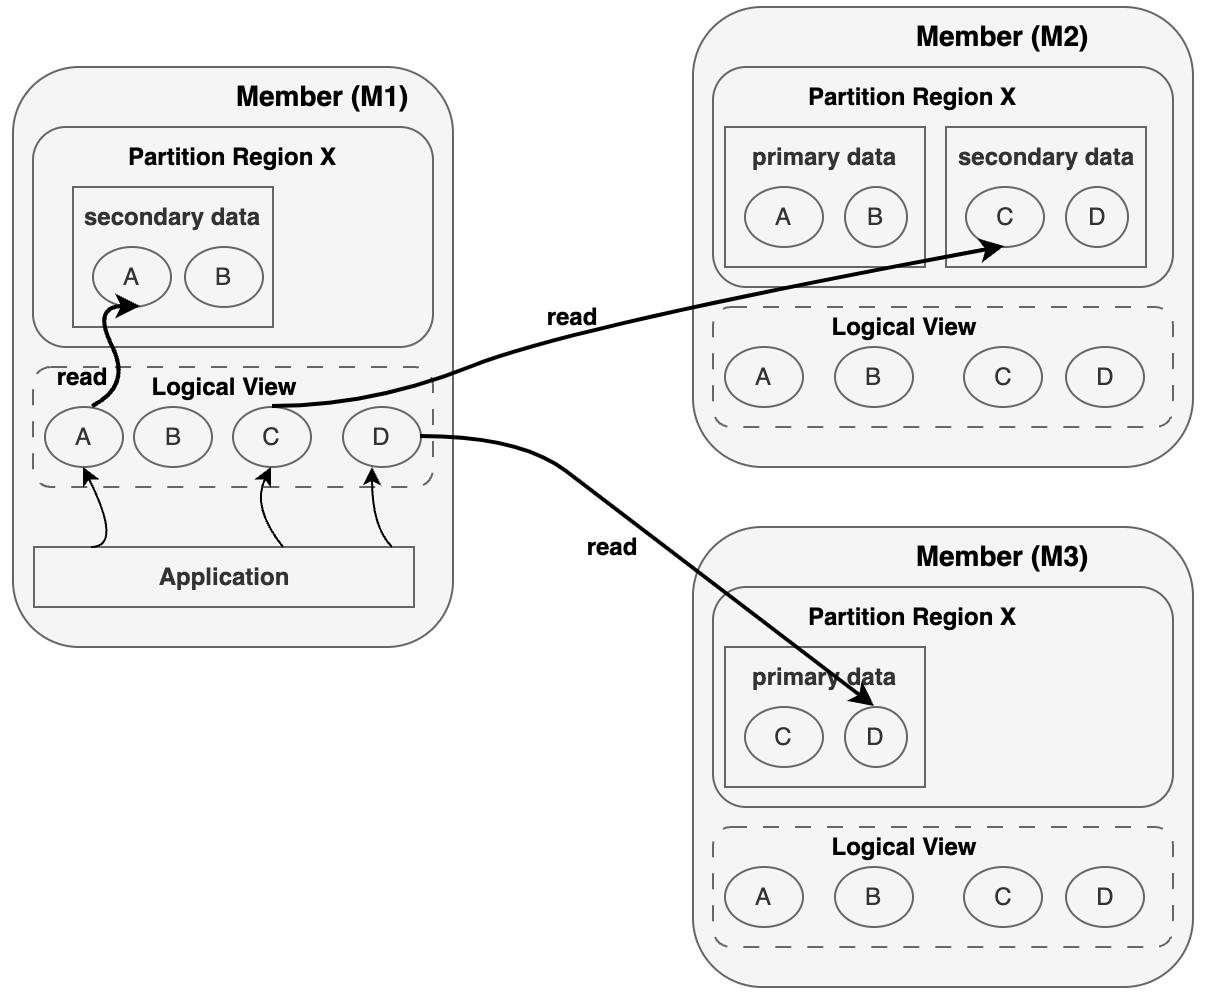 Member (M1)
Partition Region X
secondary data
A
B
read
Logical View
A
B
C
D
Application
read
read
Member (M2)
Partition Region X
primary data
A
B
secondary data
C
D
Logical View
A
B
C
D
Member (M3)
Partition Region X
primary data
C
D
Logical View
A
B
C
D